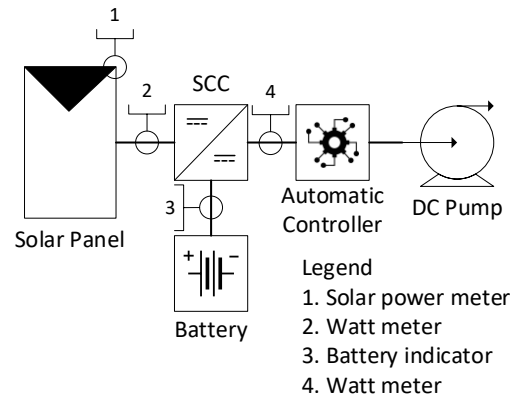 1
2
SCC
4
3
Solar Panel
Automatic
Controller
DC Pump
+ −
Battery
Legend
1. Solar power meter
2. Watt meter
3. Battery indicator
4. Watt meter